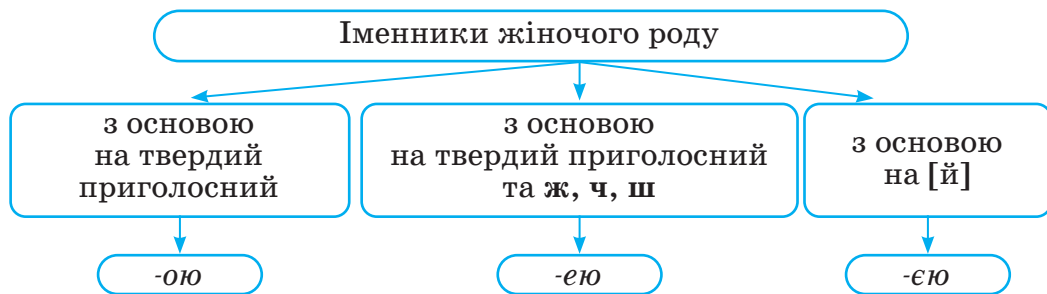 Іменники жіночого роду
з основою
на твердий
приголосний
з основою
на твердий приголосний
та ж, ч, ш
з основою
на [й]
-ою
-ею
-єю